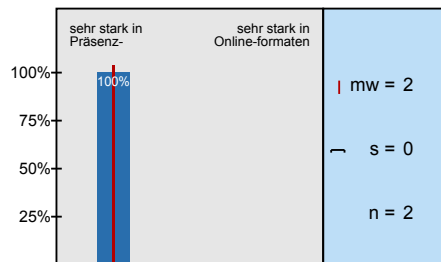 sehr stark in
Präsenz-
sehr stark in
Online-formaten
100%
100%
75%
50%
25%
mw = 2
s = 0
n = 2